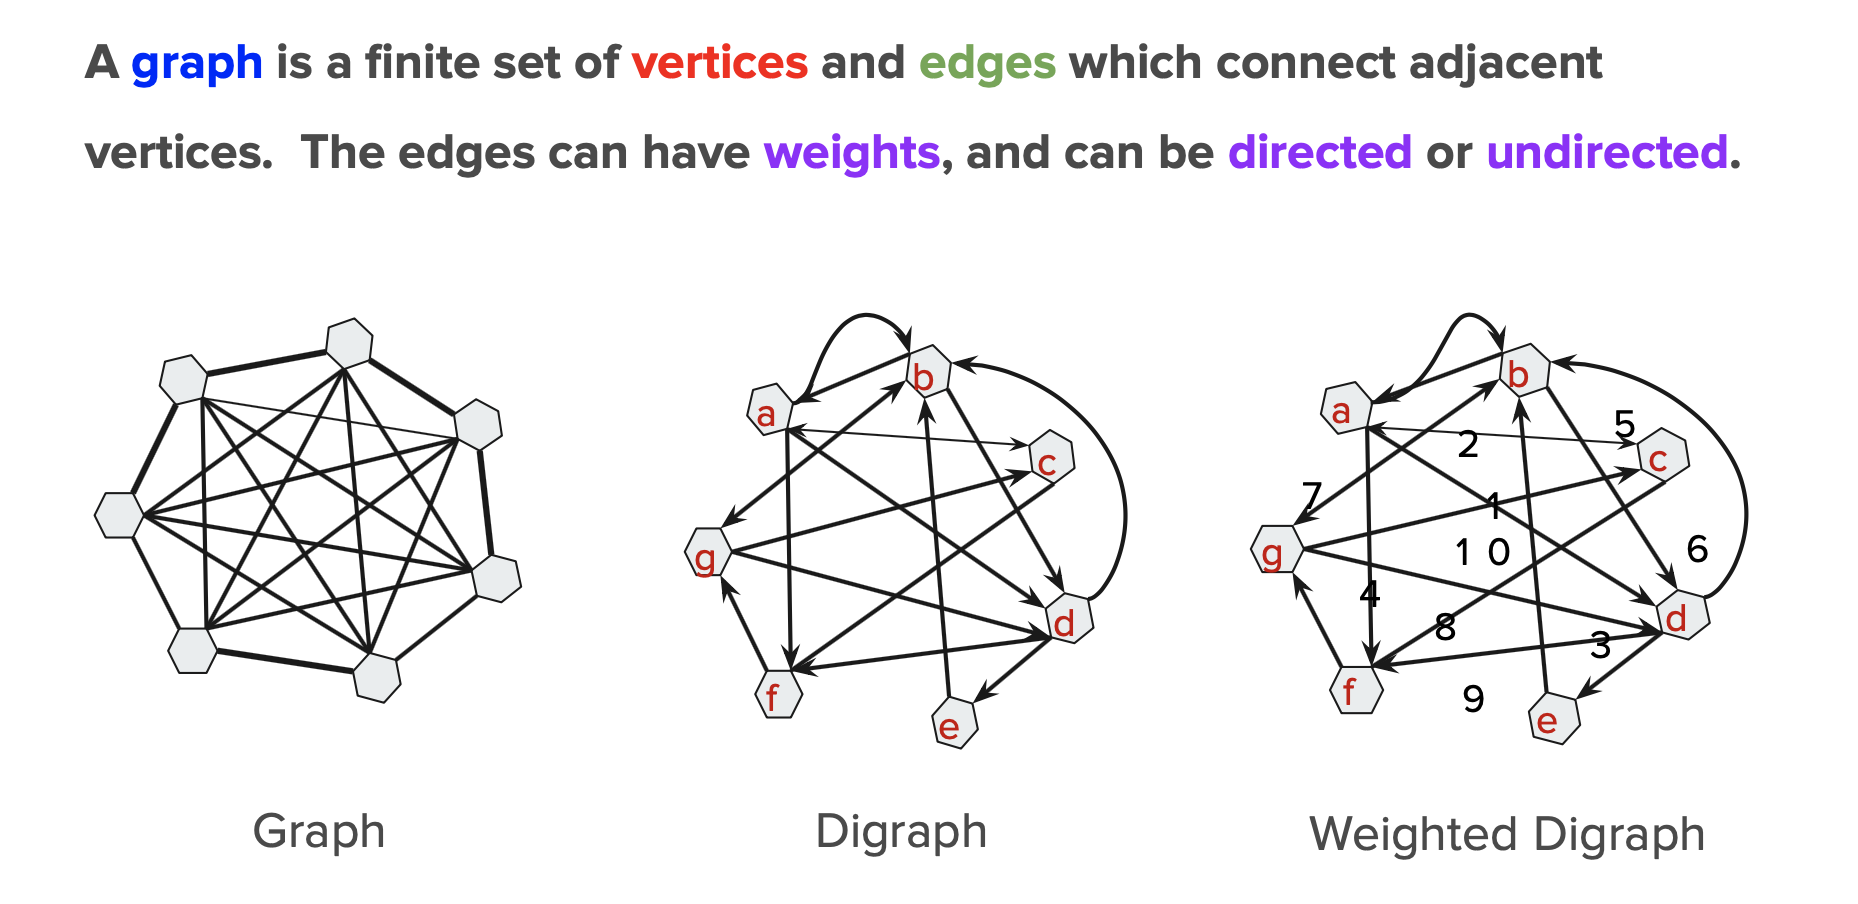 A graph is a finite set of vertices and edges which connect adjacent
vertices. The edges can have weights, and can be directed or undirected.
b
a
c
g
d
f
e
b
a
5
2
c
7
1
g
1 0
6
4
d
8
3
f
9
e
Graph
Digraph
Weighted Digraph